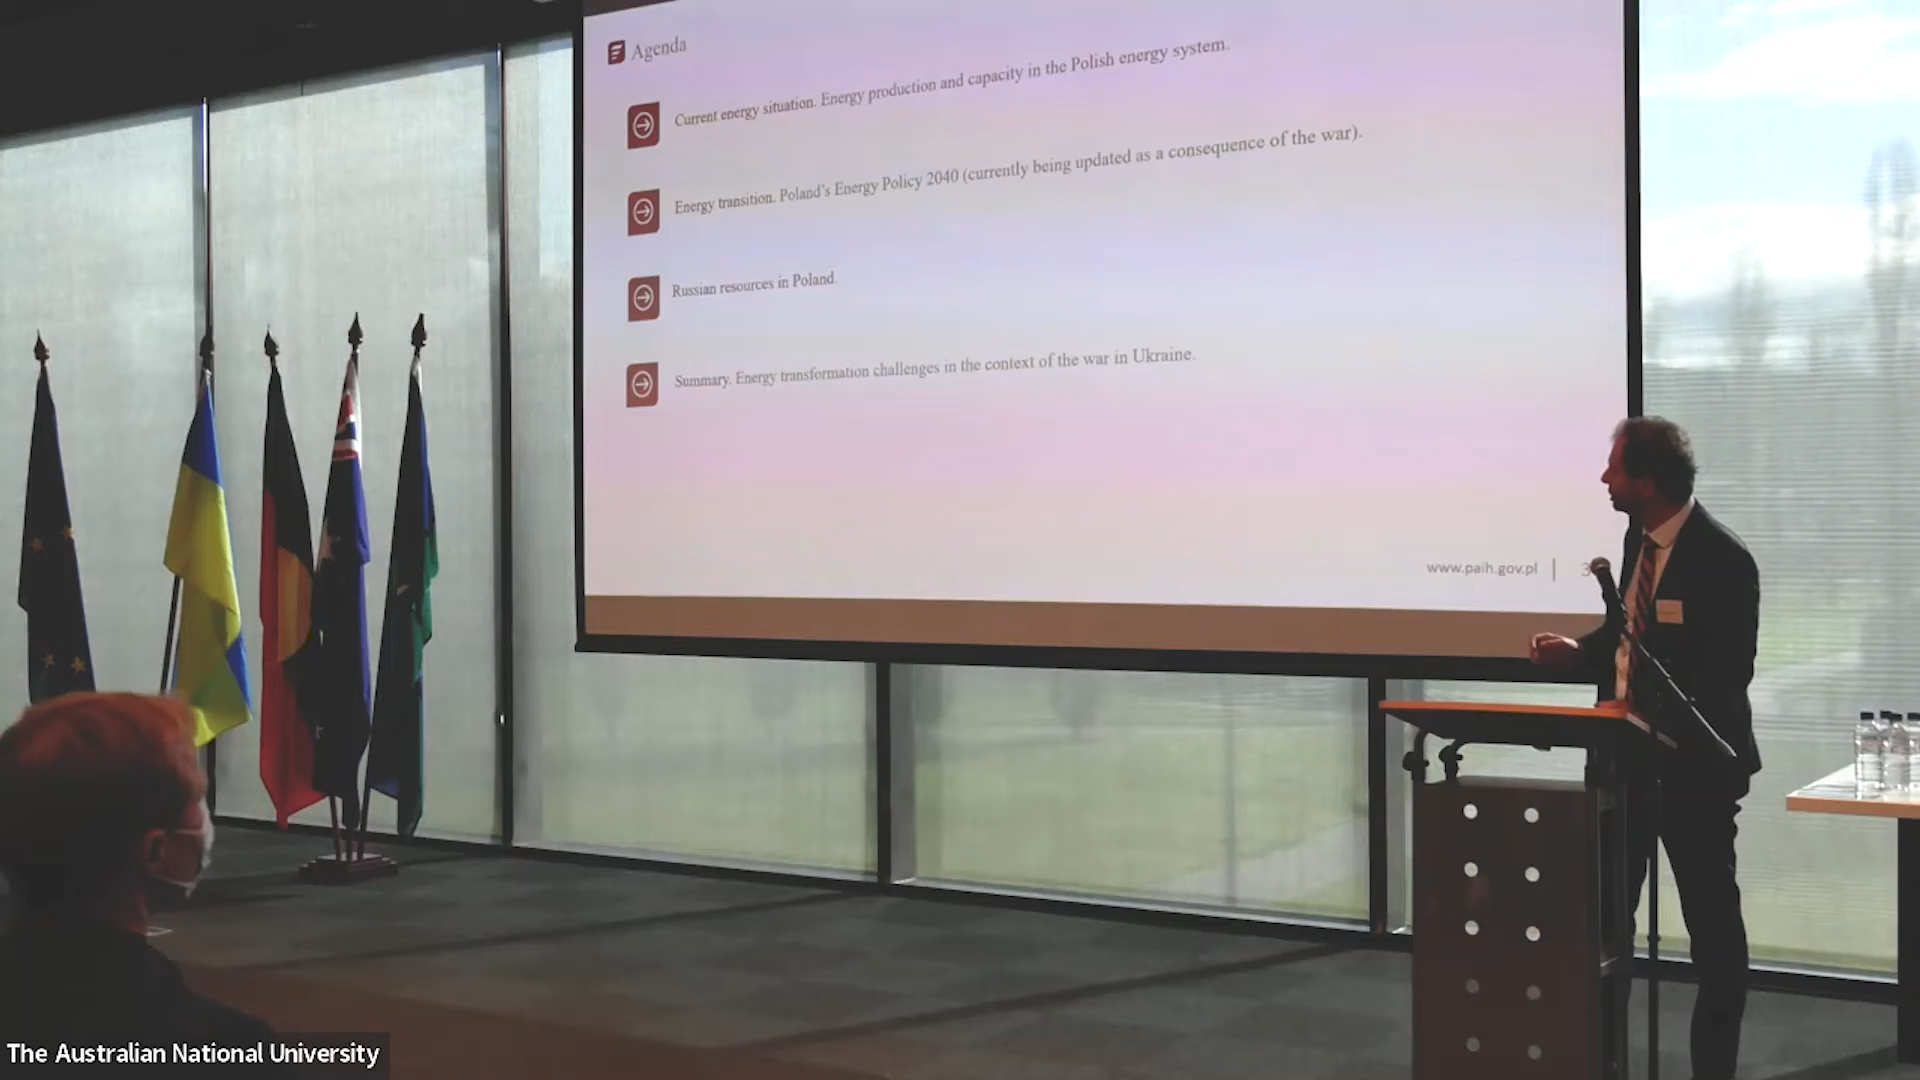 Agenda
Current energy situation. Energy production and capacity in the Polish energy system.
Energy transition. Poland's Energy Policy 2040 (currently being updated as a consequence of the war).
Russian resources in Poland.
Summary. Energy transformation challenges in the context of the war in Ukraine.
www.paih.gov.pl | 3
The Australian National University